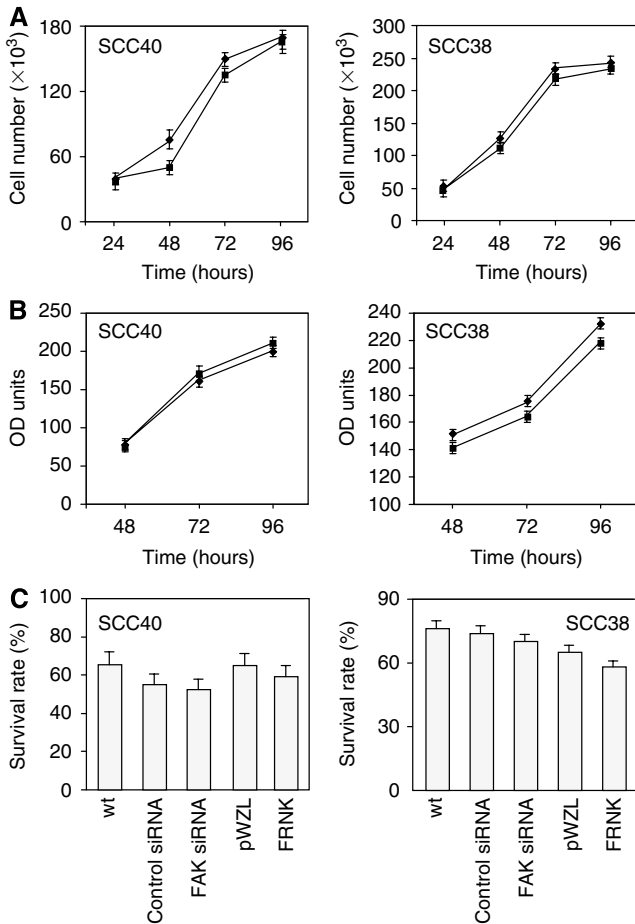 A
SCC40
Cell number (×10³)
180
120
60
0
24 48 72 96
Time (hours)
SCC38
Cell number (×10³)
300
250
200
150
100
50
0
24 48 72 96
Time (hours)
B
SCC40
OD units
250
200
150
100
50
0
48 72 96
Time (hours)
SCC38
OD units
240
220
200
180
160
140
120
100
48 72 96
Time (hours)
C
SCC40
Survival rate (%)
100
80
60
40
20
0
wt
Control siRNA
FAK siRNA
pWZL
FRNK
SCC38
Survival rate (%)
90
60
30
0
wt
Control siRNA
FAK siRNA
pWZL
FRNK